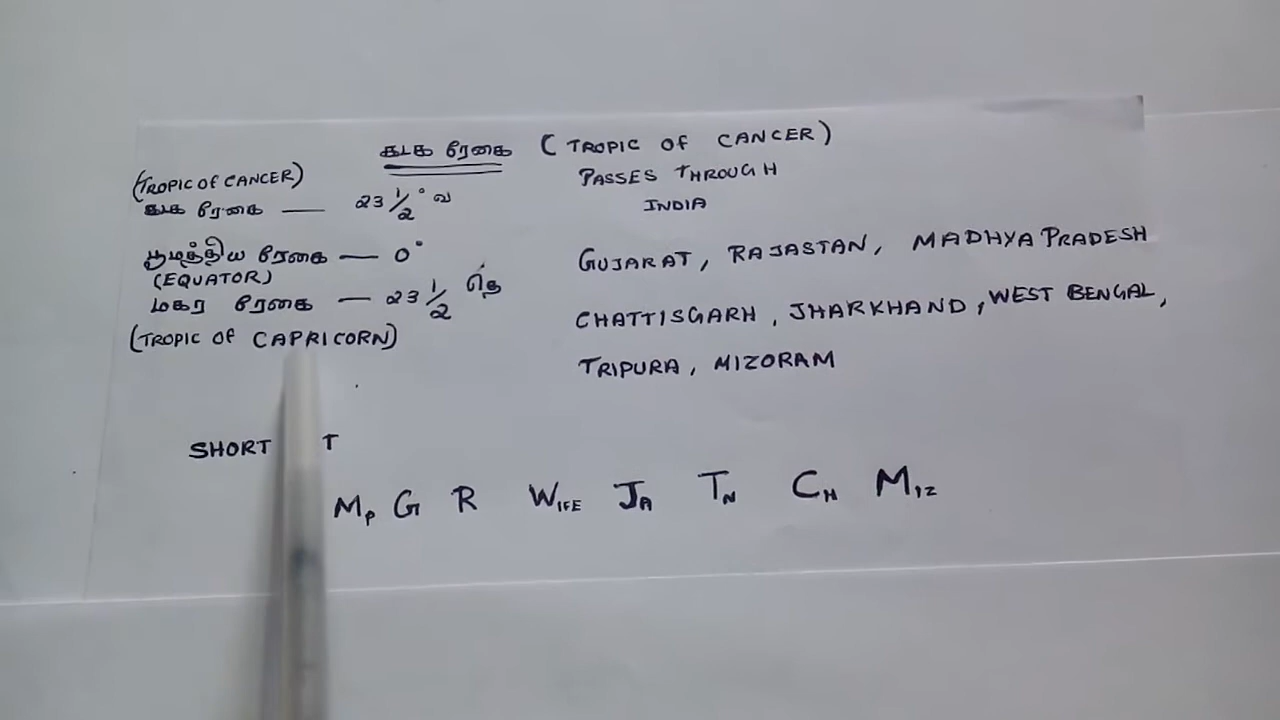 கடக ரேகை (TROPIC OF CANCER)
PASSES THROUGH
INDIA
(TROPIC OF CANCER)
கடக ரேகை — 23 1/2° வ
பூமத்திய ரேகை — 0°
(EQUATOR)
மகர ரேகை — 23 1/2 தெ
(TROPIC OF CAPRICORN)
GUJARAT, RAJASTAN, MADHYA PRADESH
CHATTISGARH, JHARKHAND, WEST BENGAL,
TRIPURA, MIZORAM
SHORT T
MP G R WIFE JA TN CH MIZ